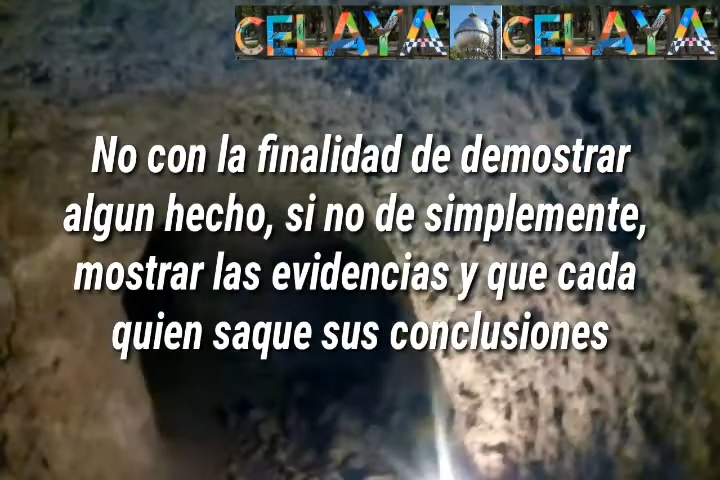 CELAYA CELAYA
No con la finalidad de demostrar
algun hecho, si no de simplemente,
mostrar las evidencias y que cada
quien saque sus conclusiones